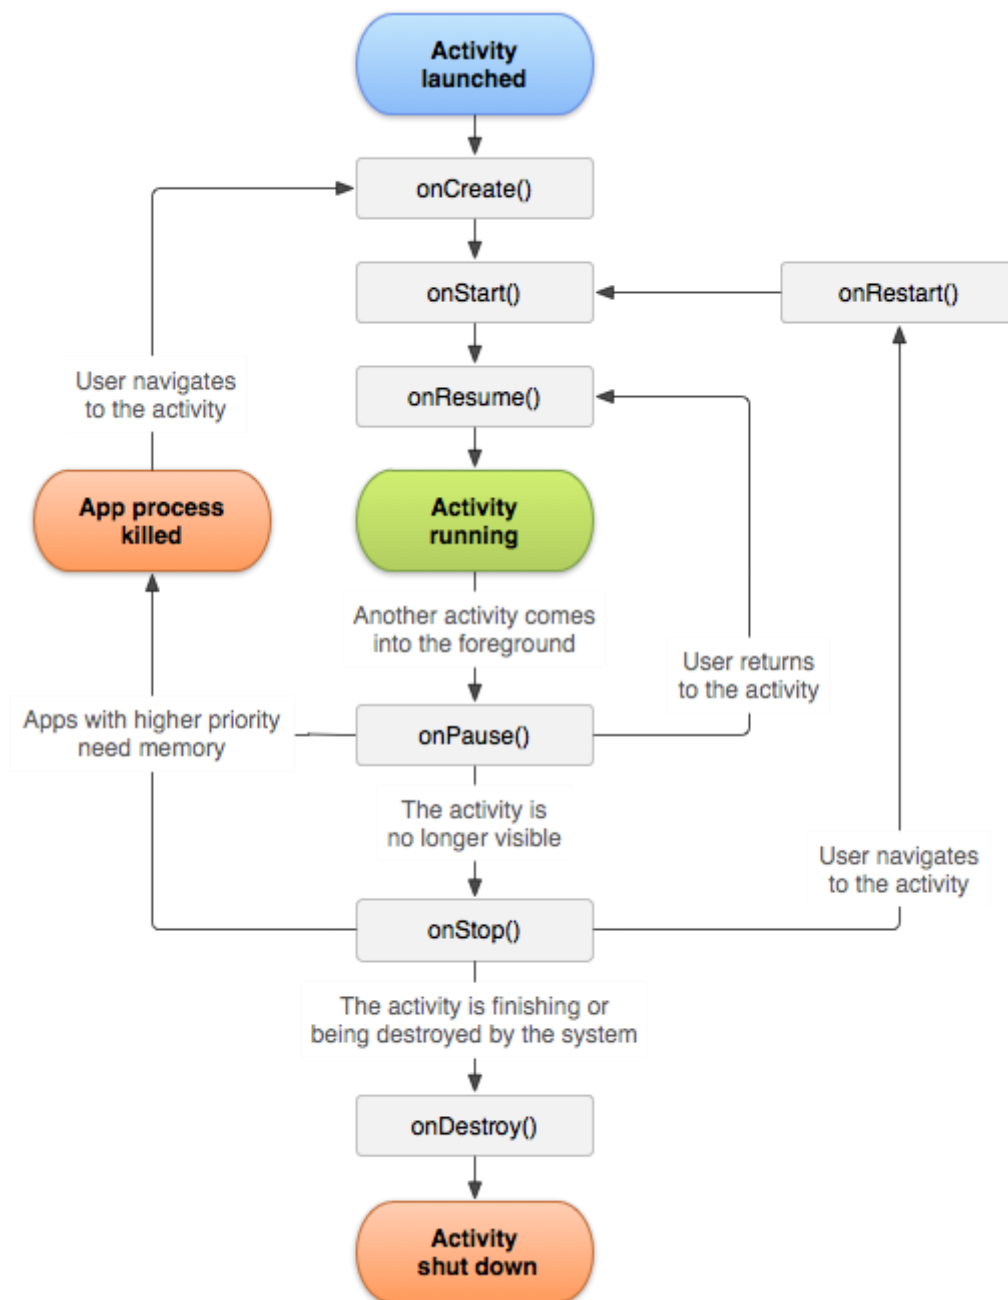 Activity
launched
onCreate()
onStart()
onRestart()
onResume()
User navigates
to the activity
App process
killed
Activity
running
Another activity comes
into the foreground
User returns
to the activity
Apps with higher priority
need memory
onPause()
The activity is
no longer visible
User navigates
to the activity
onStop()
The activity is finishing or
being destroyed by the system
onDestroy()
Activity
shut down